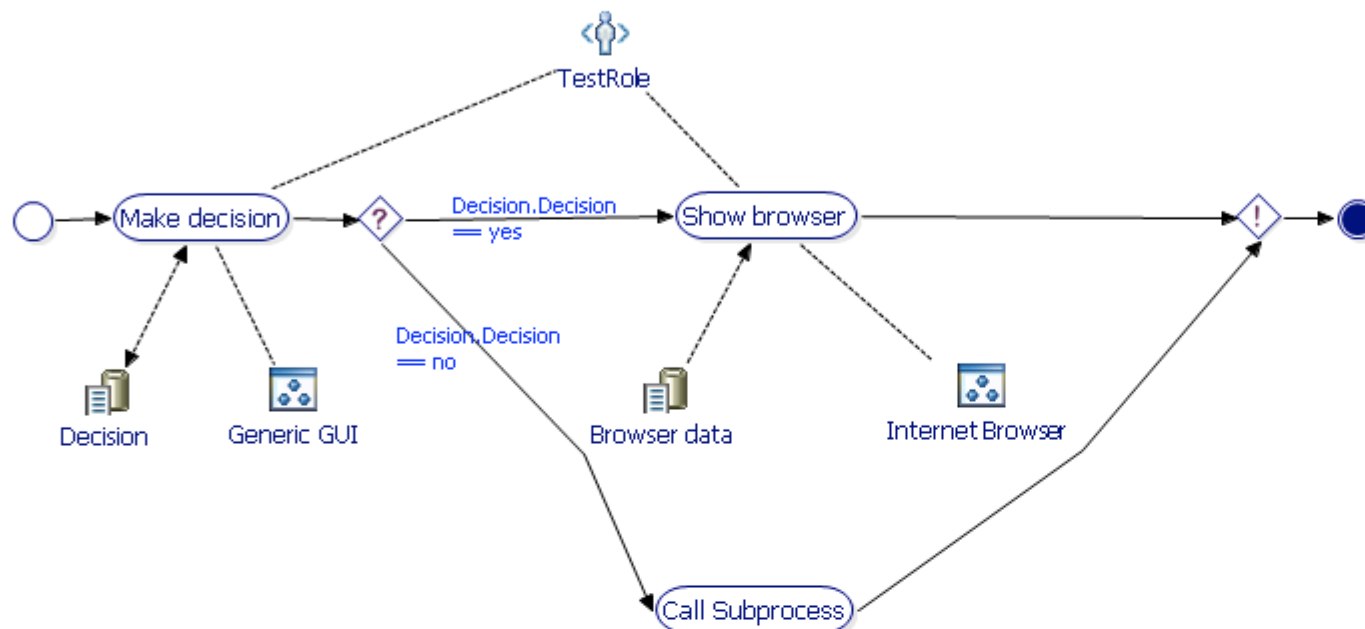 TestRole
Make decision
?
Decision.Decision
== yes
Show browser
!
Decision.Decision
== no
Decision
Generic GUI
Browser data
Internet Browser
Call Subprocess